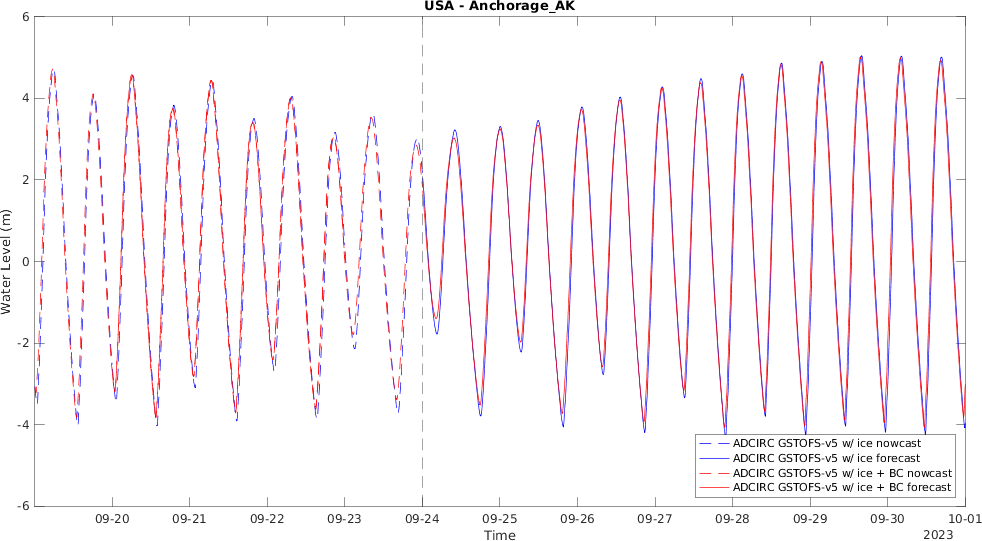 USA - Anchorage_AK
Water Level (m)
6
4
2
0
-2
-4
-6
ADCIRC GSTOFS-v5 w/ ice nowcast
ADCIRC GSTOFS-v5 w/ ice forecast
ADCIRC GSTOFS-v5 w/ ice + BC nowcast
ADCIRC GSTOFS-v5 w/ ice + BC forecast
09-20 09-21 09-22 09-23 09-24 09-25 09-26 09-27 09-28 09-29 09-30 10-01
Time
2023